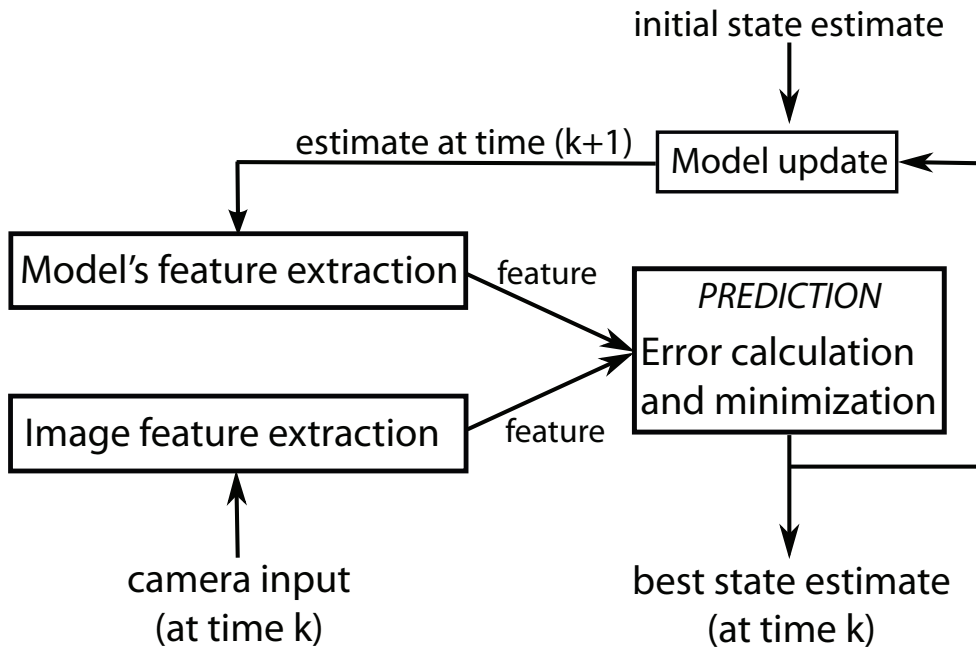 initial state estimate
estimate at time (k+1)
Model update
Model's feature extraction
feature
PREDICTION
Error calculation
and minimization
Image feature extraction
feature
camera input
(at time k)
best state estimate
(at time k)